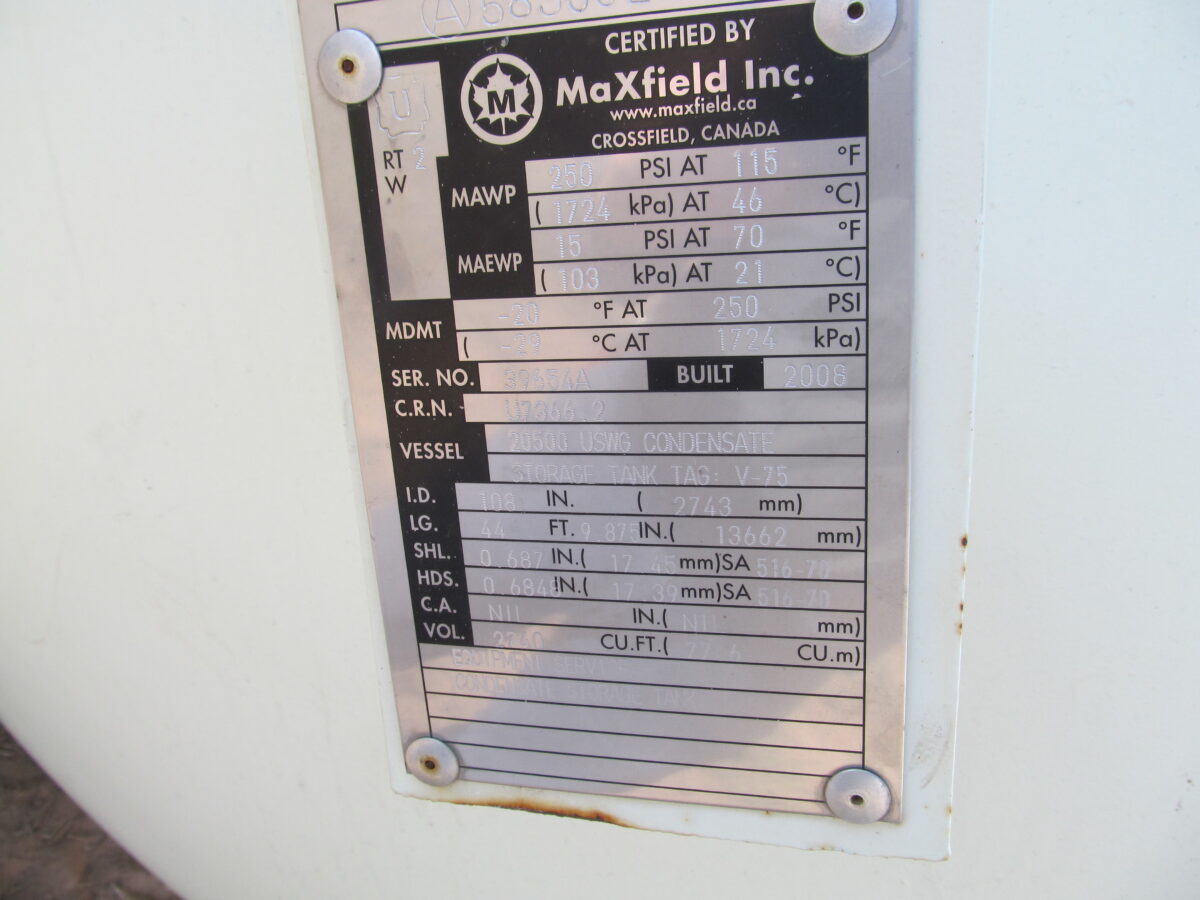 CERTIFIED BY
M MaXfield Inc.
www.maxfield.ca
CROSSFIELD, CANADA
U
RT 2
W
MAWP 250 PSI AT 115 °F
( 1724 kPa) AT 46 °C)
MAEWP 15 PSI AT 70 °F
( 103 kPa) AT 21 °C)
MDMT -20 °F AT 250 PSI
( -29 °C AT 1724 kPa)
SER. NO. 39654A BUILT 2008
C.R.N. U7366.2
VESSEL 20500 USWG CONDENSATE
STORAGE TANK TAG: V-75
I.D. 108 IN. ( 2743 mm)
LG. 44 FT. 9.875 IN.( 13662 mm)
SHL. 0.687 IN.( 17.45 mm)SA 516-70
HDS. 0.6848 IN.( 17.39 mm)SA 516-70
C.A. NIL IN.( NIL mm)
VOL. 2740 CU.FT.( 77.6 CU.m)
EQUIPMENT SERVICE
CONDENSATE STORAGE TANK